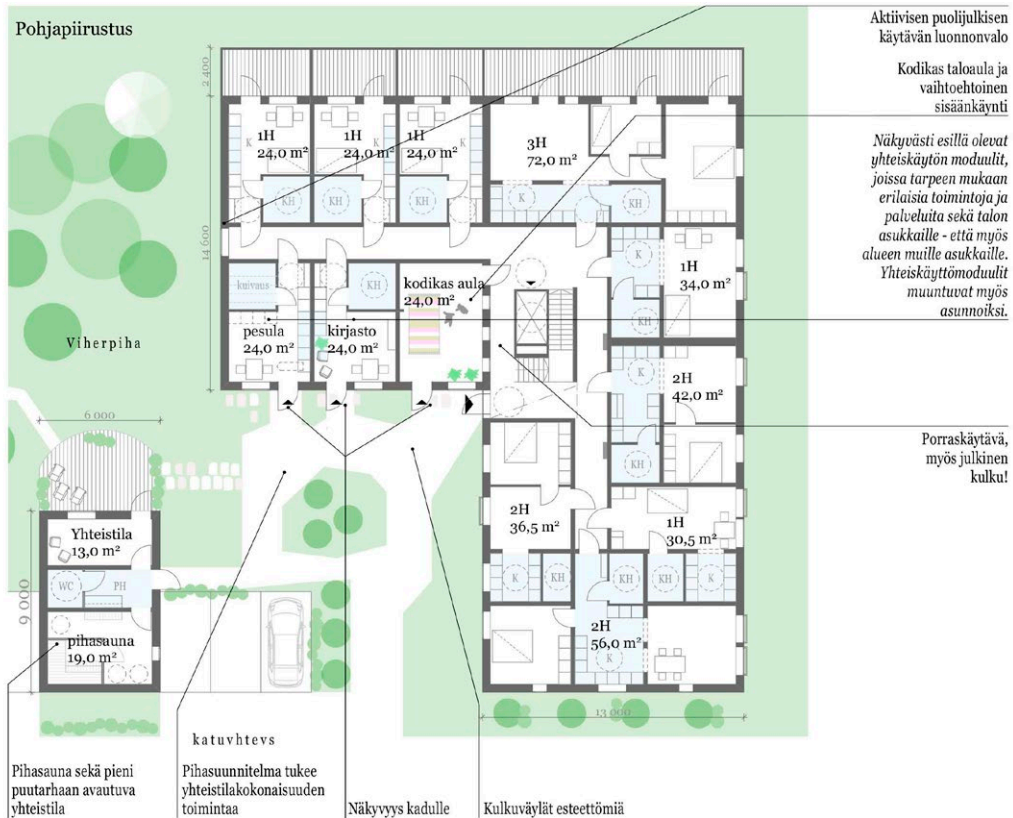 Pohjapiirustus
Aktiivisen puolijulkisen
käytävän luonnonvalo
Kodikas taloaula ja
vaihtoehtoinen
sisäänkäynti
Näkyvästi esillä olevat
yhteiskäytön moduulit,
joissa tarpeen mukaan
erilaisia toimintoja ja
palveluita sekä talon
asukkaille - että myös
alueen muille asukkaille.
Yhteiskäyttömoduulit
muuntuvat myös
asunnoiksi.
Porraskäytävä,
myös julkinen
kulku!
2 400
14 600
1H
24,0 m²
K
KH
1H
24,0 m²
K
KH
1H
24,0 m²
K
KH
3H
72,0 m²
K
KH
K
1H
34,0 m²
KH
kuivaus
pesula
24,0 m²
KH
kirjasto
24,0 m²
kodikas aula
24,0 m²
K
2H
42,0 m²
KH
2H
36,5 m²
K
KH
1H
30,5 m²
KH
KH
K
2H
56,0 m²
K
13 000
Viherpiha
6 000
9 000
Yhteistila
13,0 m²
WC
PH
pihasauna
19,0 m²
katuyhteys
Pihasauna sekä pieni
puutarhaan avautuva
yhteistila
Pihasuunnitelma tukee
yhteistilakokonaisuuden
toimintaa
Näkyvyys kadulle
Kulkuväylät esteettömiä